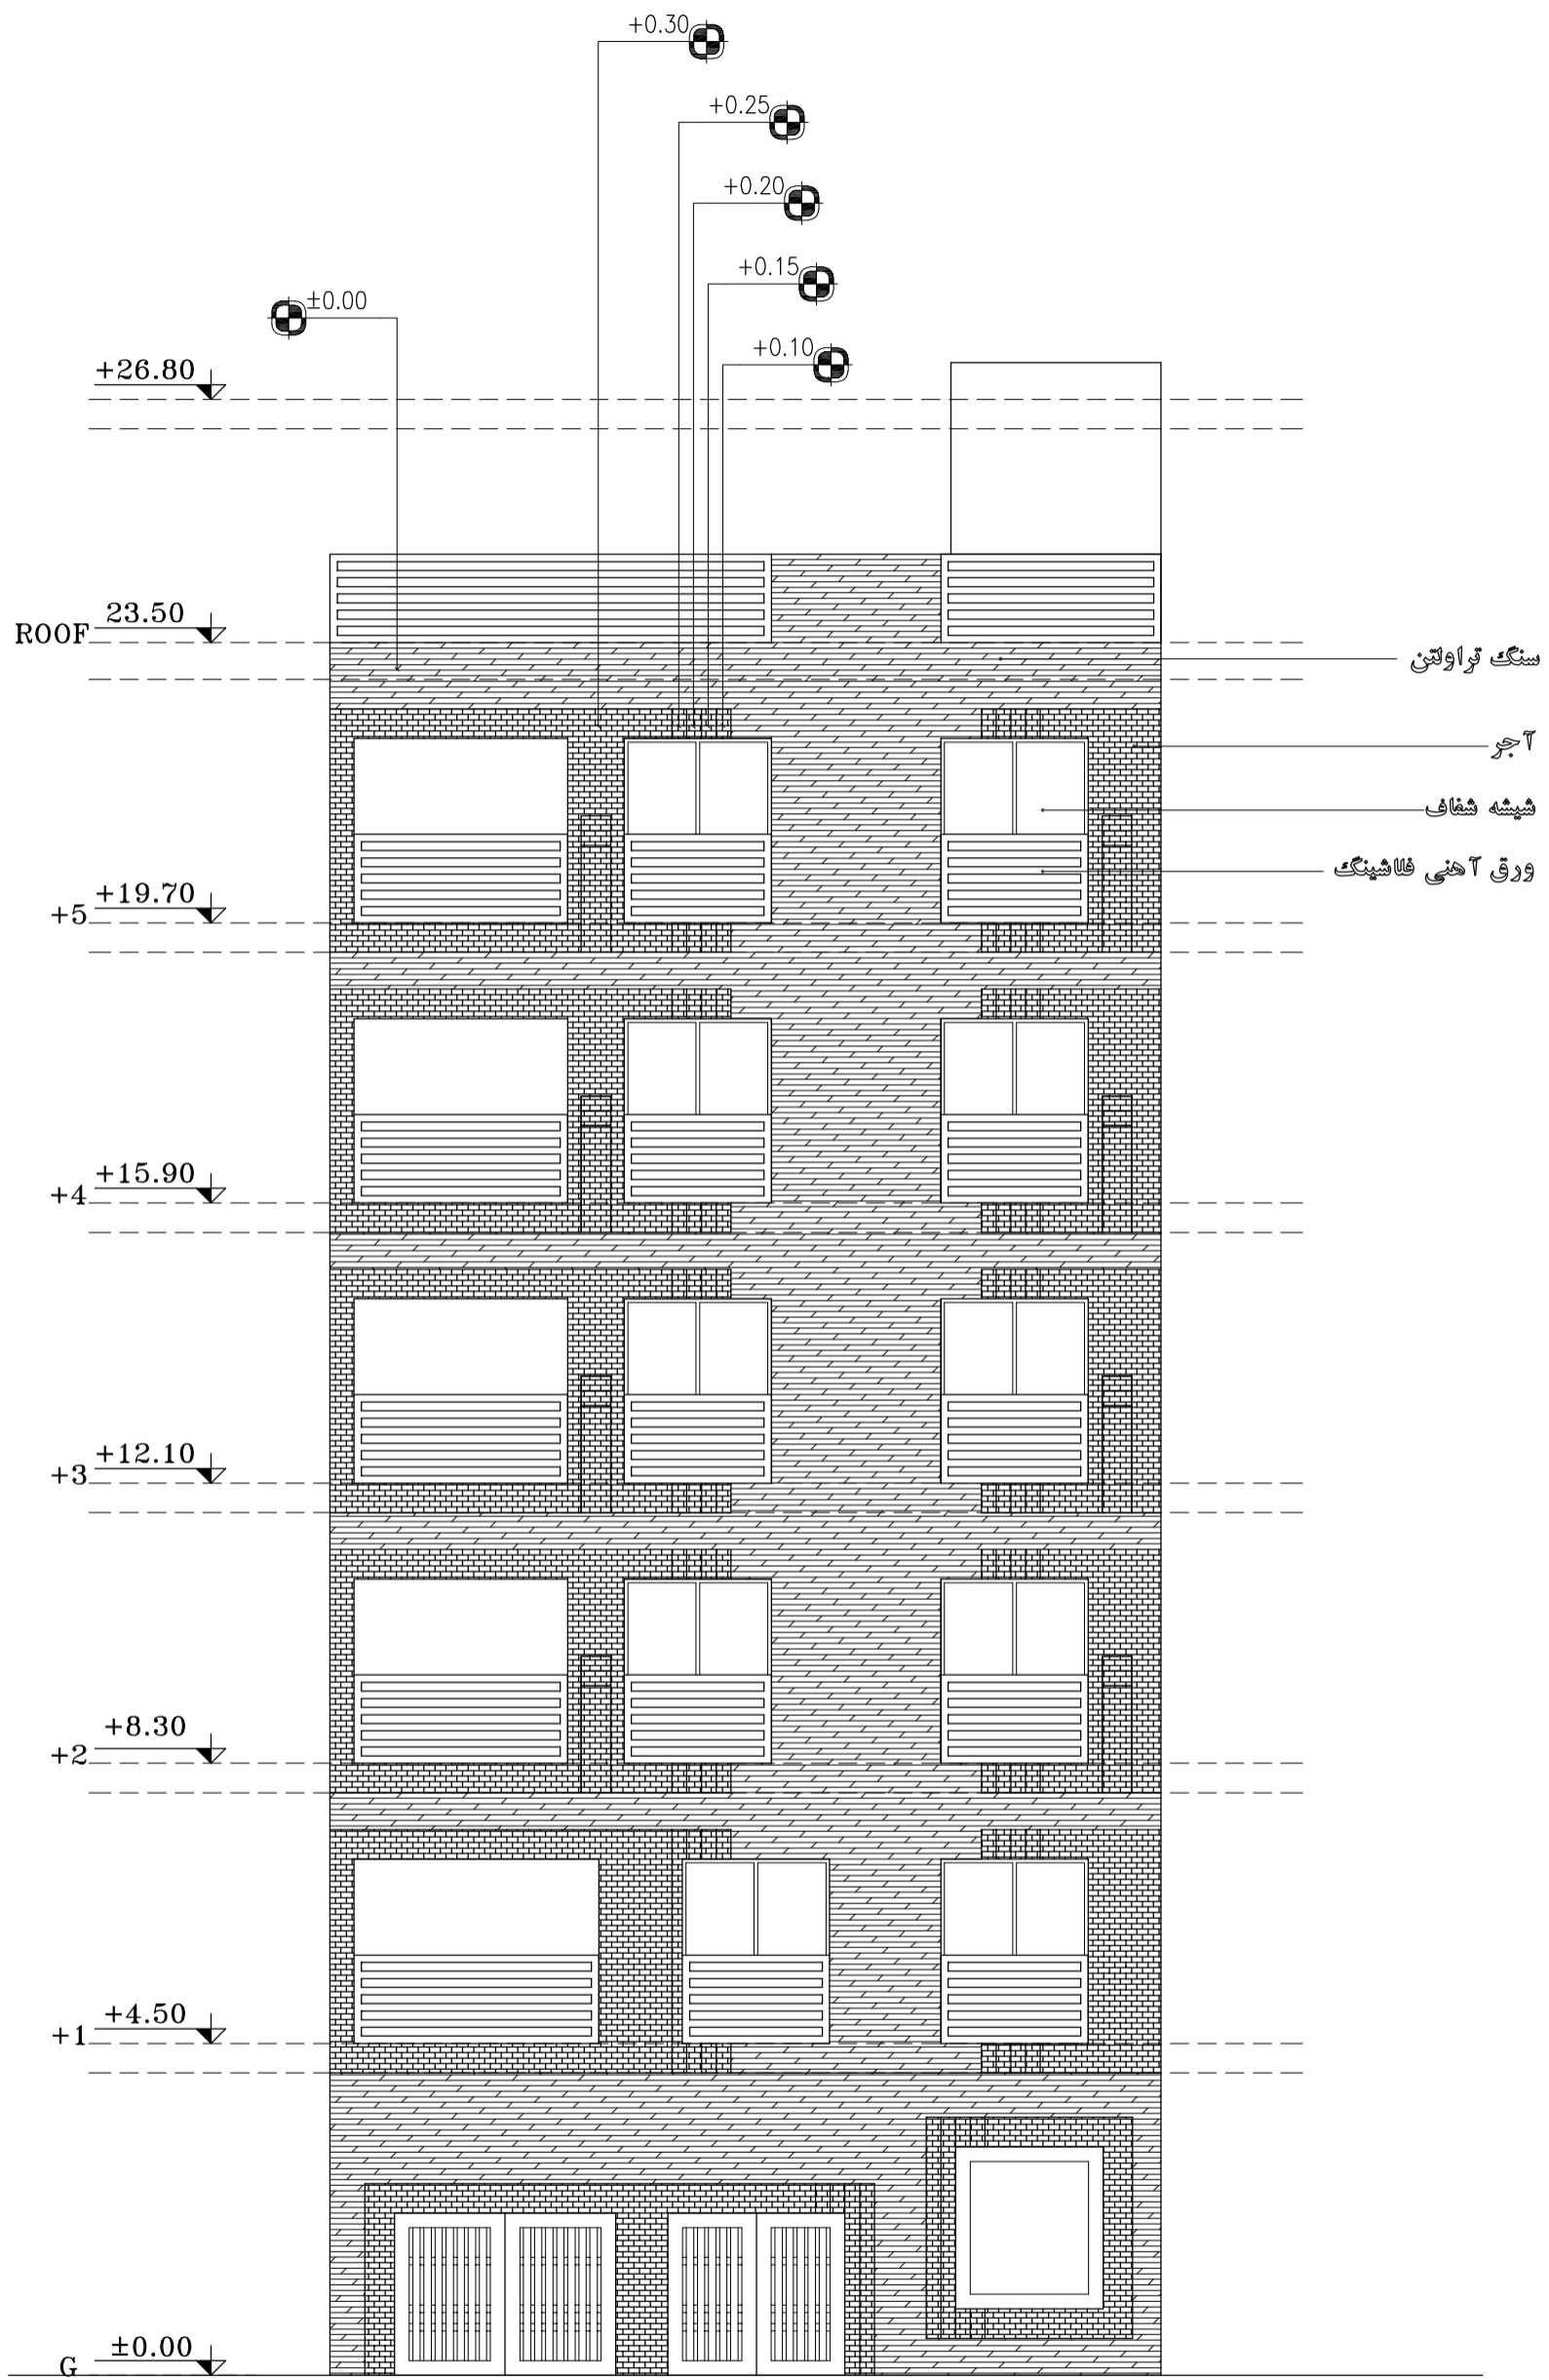 +0.30
+0.25
+0.20
+0.15
±0.00
+0.10
+26.80
ROOF 23.50
سنگ تراولتن
آجر
شیشه شفاف
ورق آهنی فلاشینگ
+5 +19.70
+4 +15.90
+3 +12.10
+2 +8.30
+1 +4.50
G ±0.00